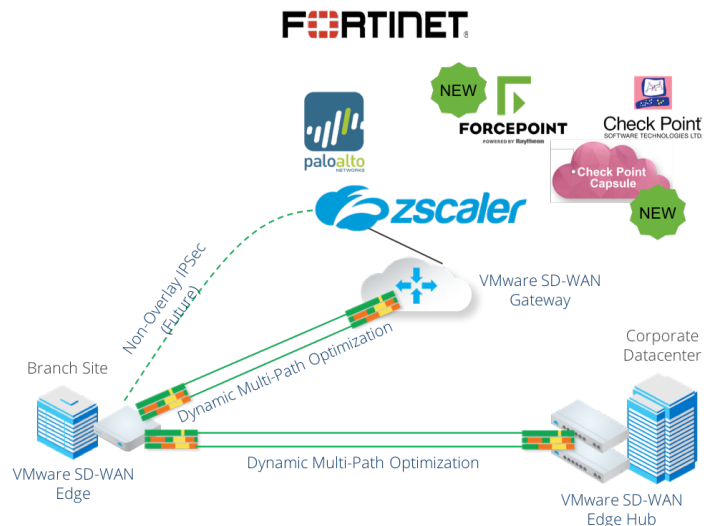 FORTINET
NEW
FORCEPOINT
POWERED BY Raytheon
paloalto
NETWORKS
Check Point
SOFTWARE TECHNOLOGIES LTD.
•Check Point
Capsule
NEW
zscaler
Non-Overlay IPSec
(Future)
VMware SD-WAN
Gateway
Dynamic Multi-Path Optimization
Branch Site
Corporate
Datacenter
Dynamic Multi-Path Optimization
VMware SD-WAN
Edge
VMware SD-WAN
Edge Hub